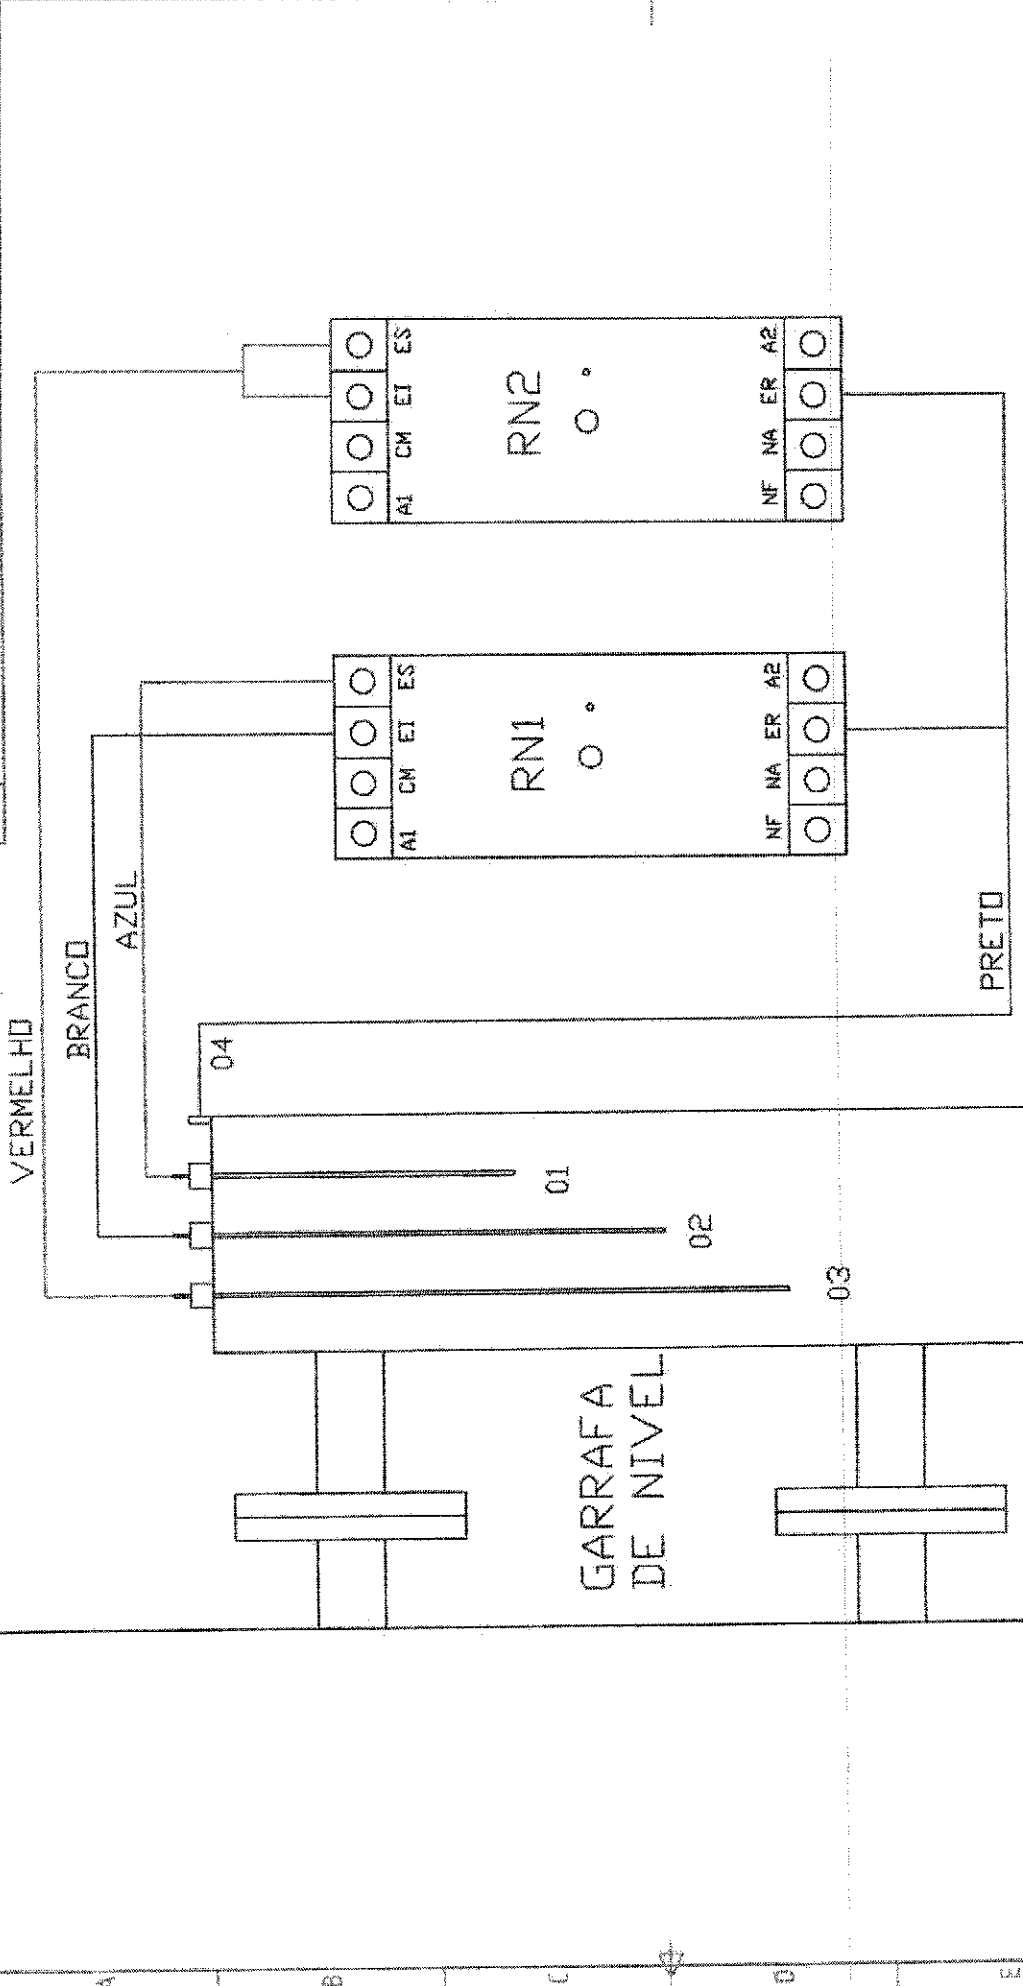 VERMELHO
BRANCO
AZUL
04
01
02
03
GARRAFA
DE NIVEL
A1 CM EI ES
RN1
NF NA ER A2
A1 CM EI ES
RN2
NF NA ER A2
PRETO
A
B
C
D
E